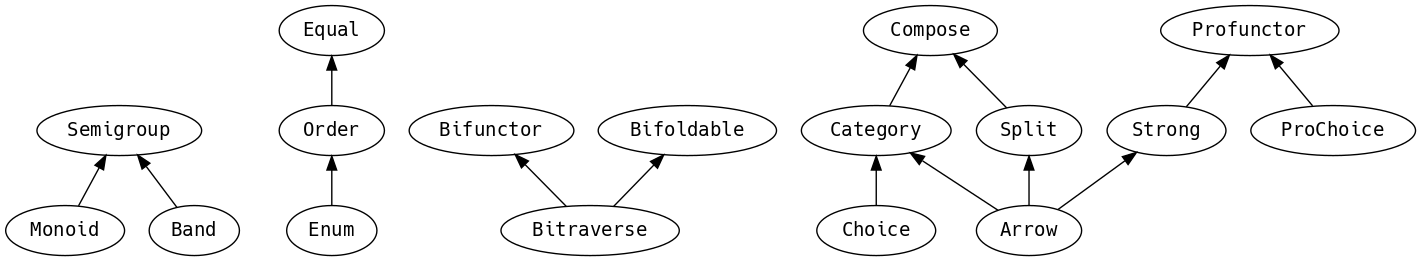 Equal
Compose
Profunctor
Semigroup
Order
Bifunctor
Bifoldable
Category
Split
Strong
ProChoice
Monoid
Band
Enum
Bitraverse
Choice
Arrow